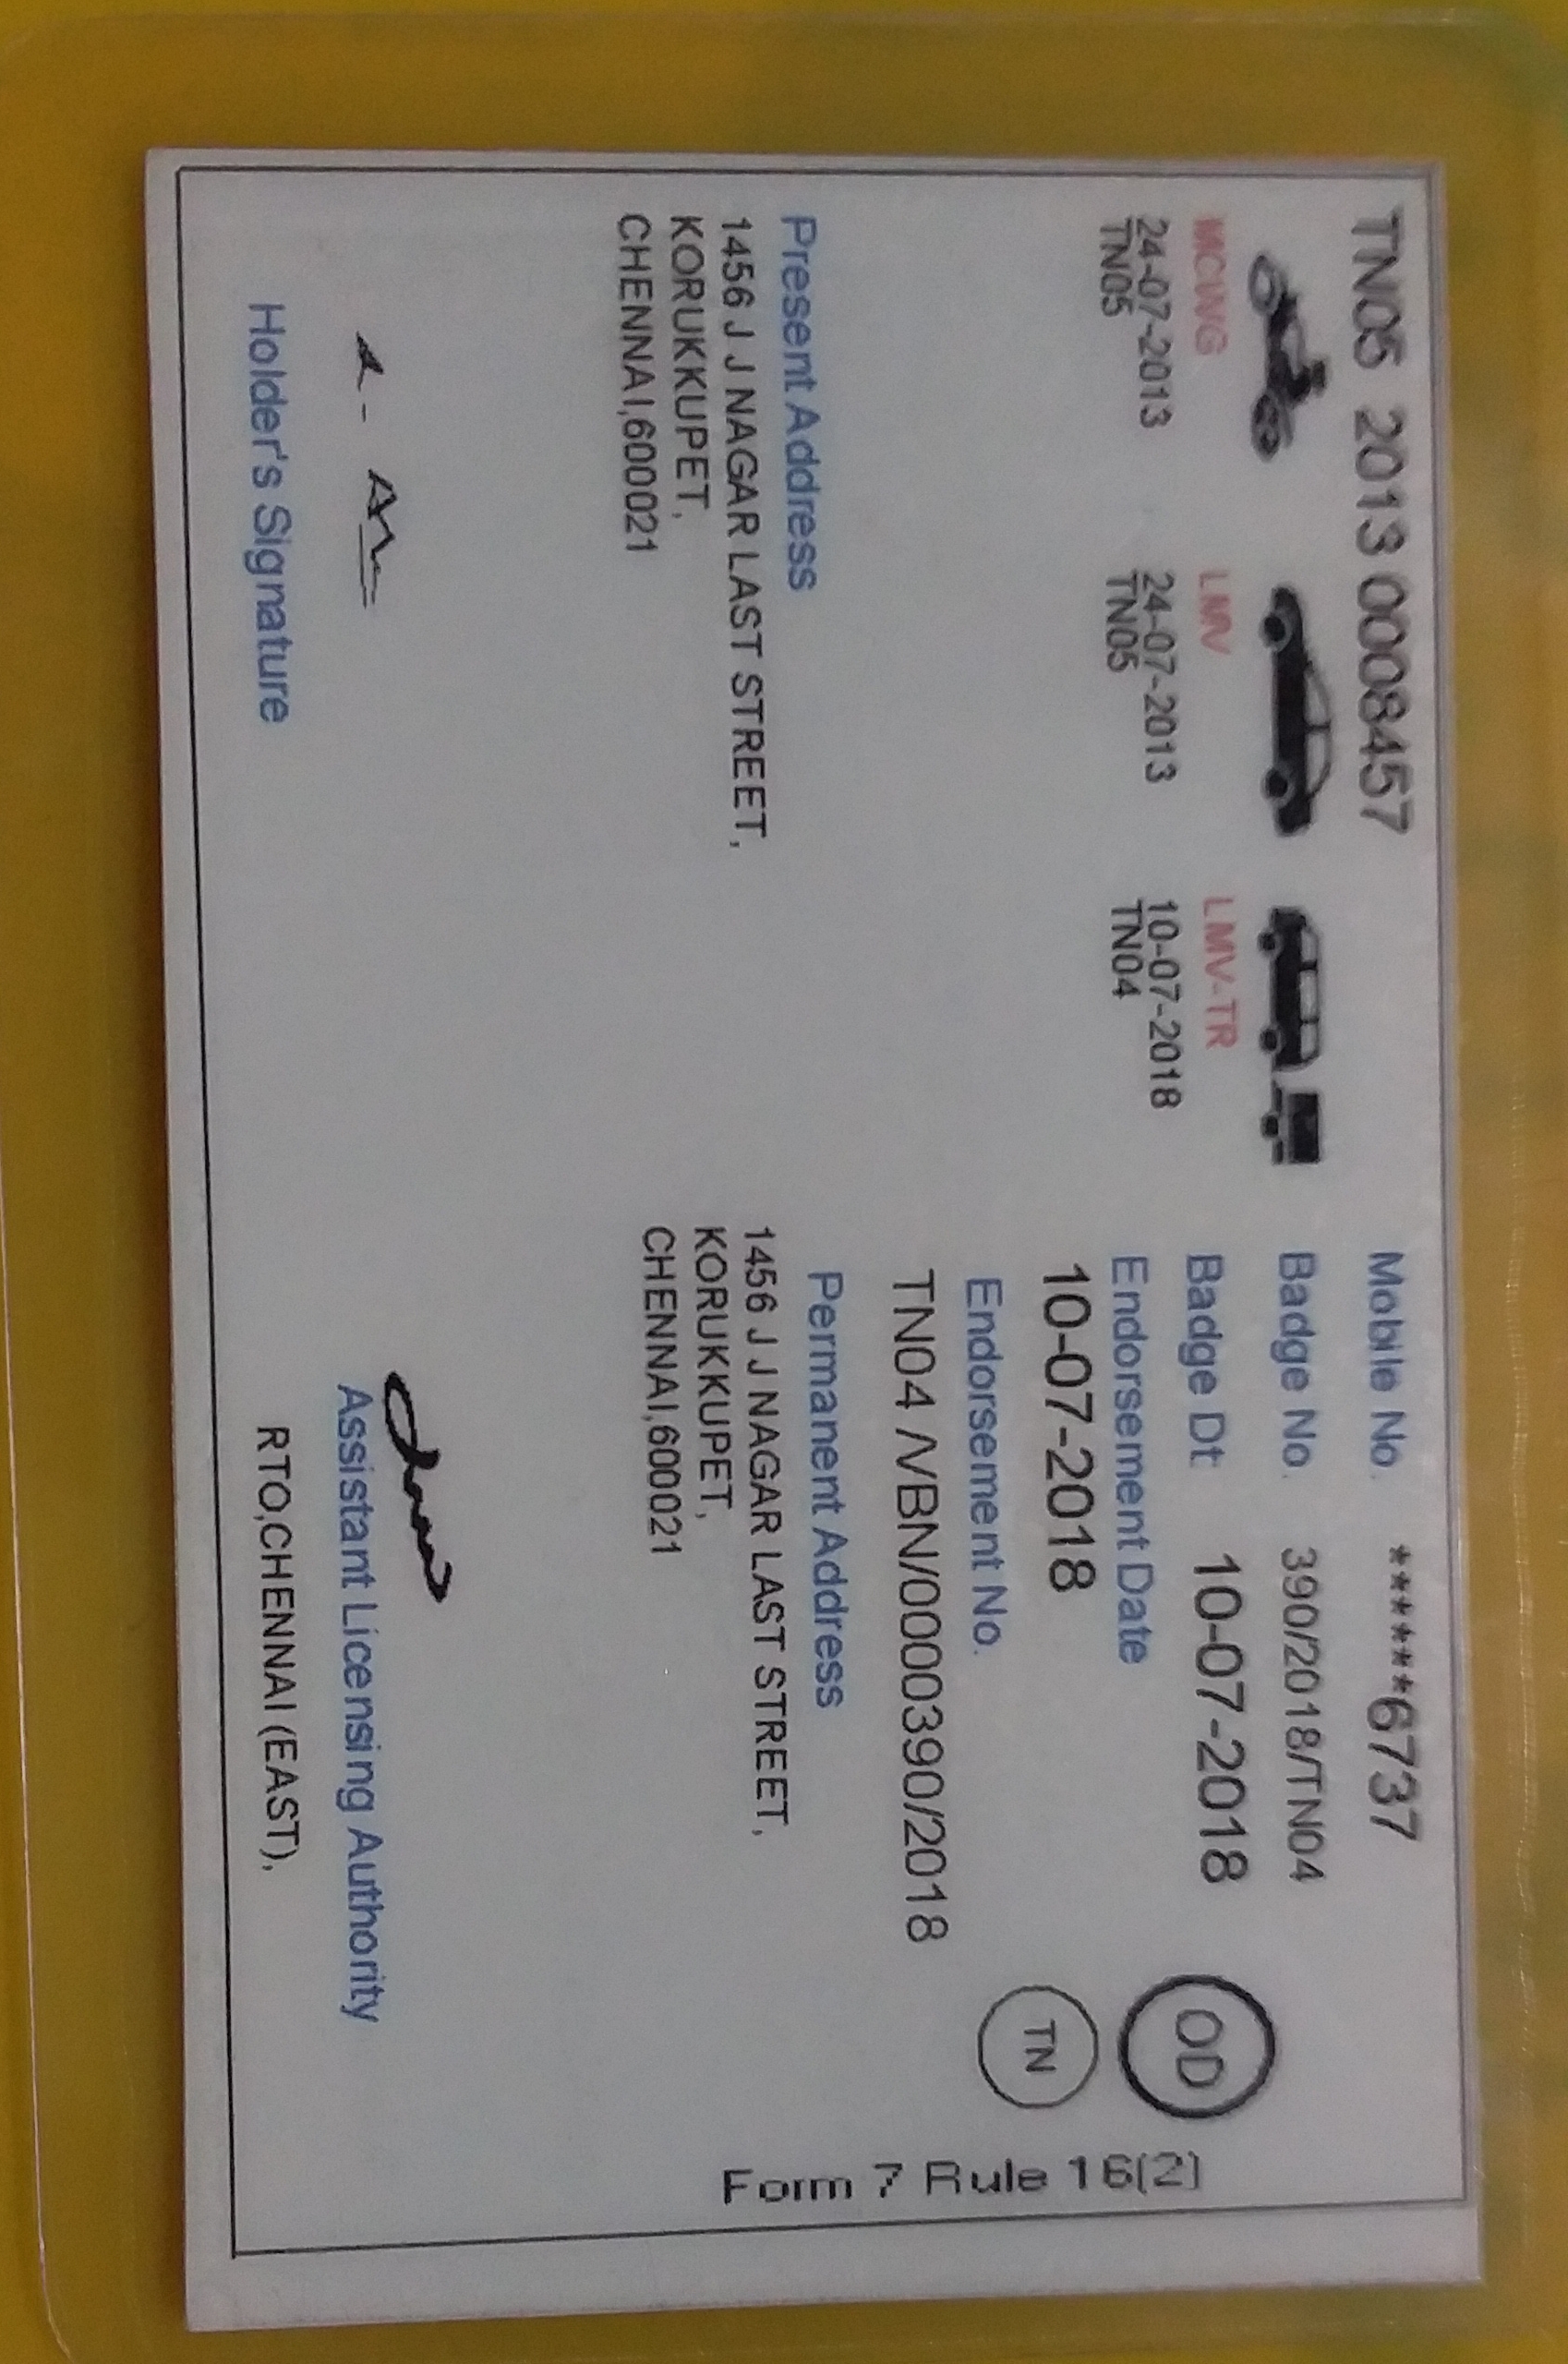 TN05 2013 0008457
Mobile No. ******6737
Badge No. 390/2018/TN04
MCWG LMV LMV-TR
Badge Dt 10-07-2018
24-07-2013 24-07-2013 10-07-2018
TN05 TN05 TN04
Endorsement Date
10-07-2018
OD
TN
Endorsement No.
TN04 /VBN/0000390/2018
Form 7 Rule 16(2)
Present Address
1456 J J NAGAR LAST STREET,
KORUKKUPET,
CHENNAI,600021
Permanent Address
1456 J J NAGAR LAST STREET,
KORUKKUPET,
CHENNAI,600021
Holder's Signature
Assistant Licensing Authority
RTO,CHENNAI (EAST),